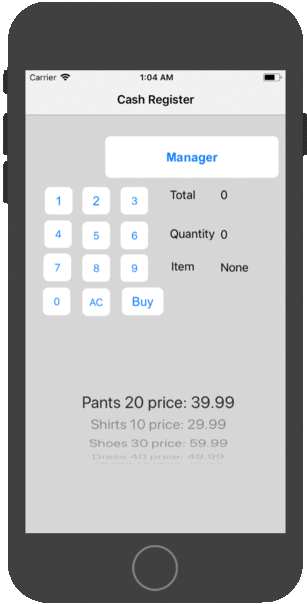 Carrier 1:04 AM
Cash Register
Manager
1 2 3 Total 0
4 5 6 Quantity 0
7 8 9 Item None
0 AC Buy
Pants 20 price: 39.99
Shirts 10 price: 29.99
Shoes 30 price: 59.99
Dress 40 price: 49.99